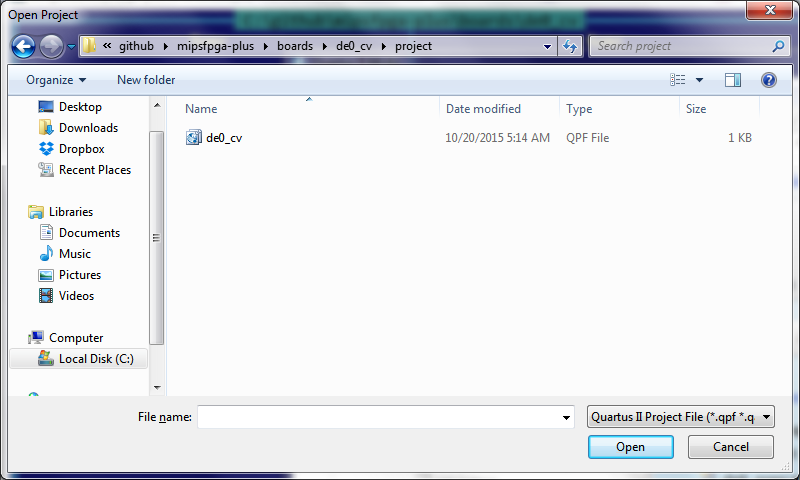 Open Project
« github ▸ mipsfpga-plus ▸ boards ▸ de0_cv ▸ project
Search project
Organize
New folder
Name
Date modified
Type
Size
Desktop
Downloads
Dropbox
Recent Places
Libraries
Documents
Music
Pictures
Videos
Computer
Local Disk (C:)
de0_cv 10/20/2015 5:14 AM QPF File 1 KB
File name:
Quartus II Project File (*.qpf *.q
Open
Cancel